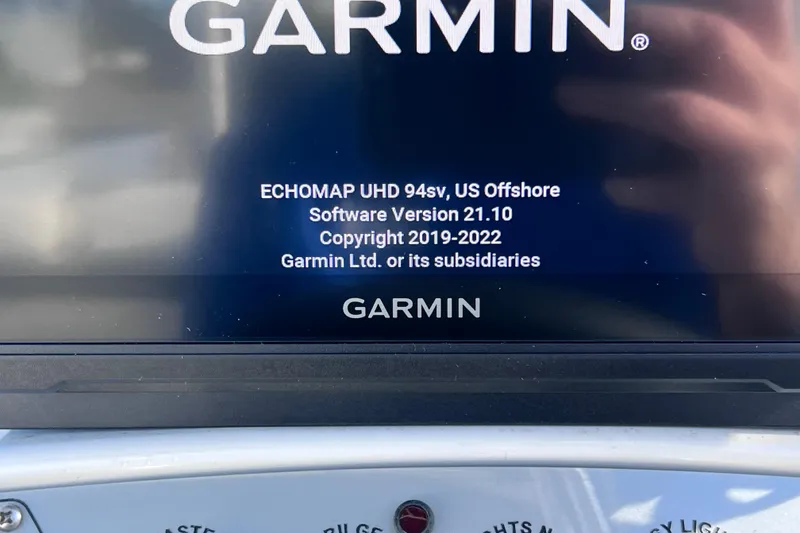 GARMIN®
ECHOMAP UHD 94sv, US Offshore
Software Version 21.10
Copyright 2019-2022
Garmin Ltd. or its subsidiaries
GARMIN